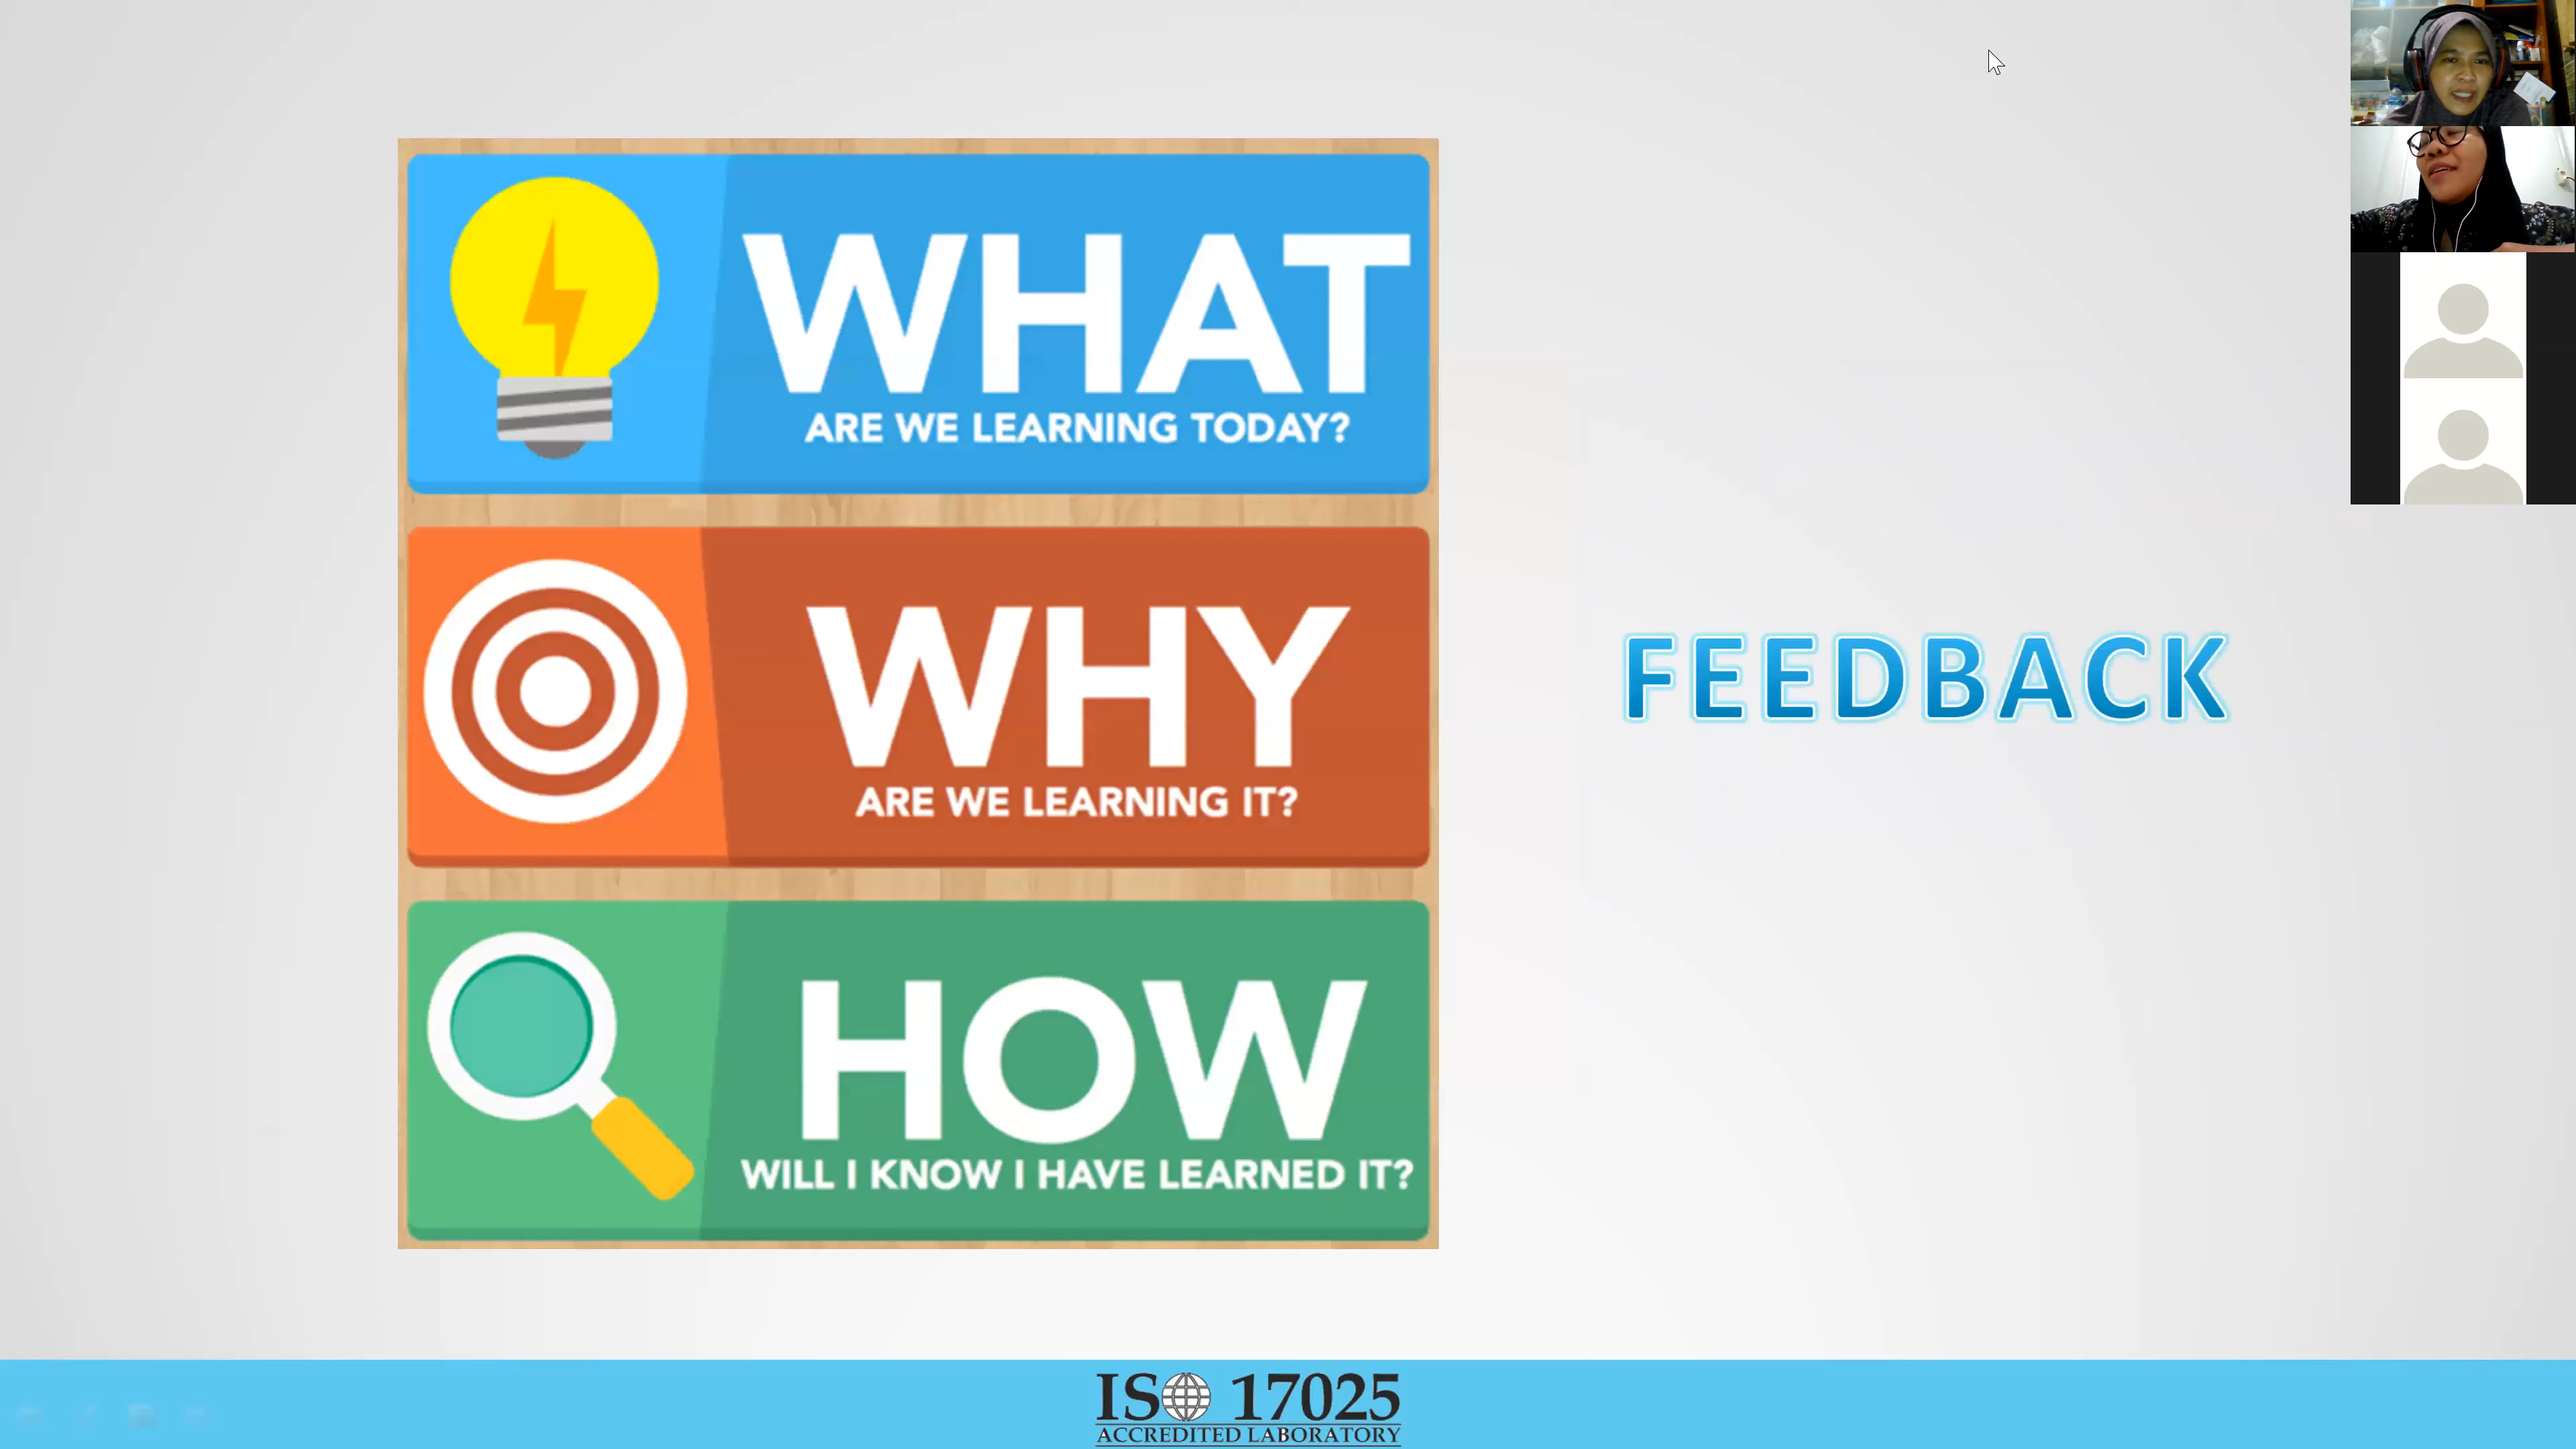 WHAT
ARE WE LEARNING TODAY?
WHY
ARE WE LEARNING IT?
HOW
WILL I KNOW I HAVE LEARNED IT?
FEEDBACK
ISO 17025
ACCREDITED LABORATORY